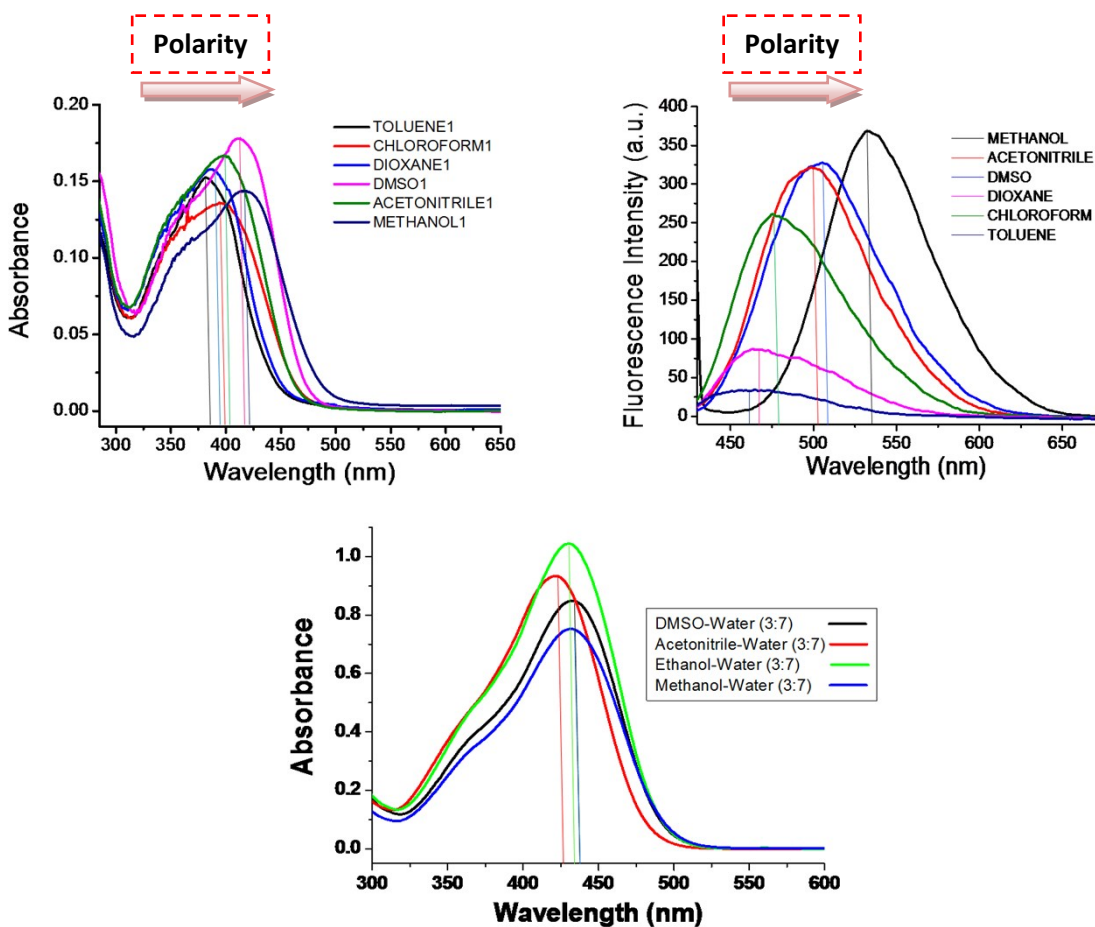 Polarity
Polarity
0.20
0.15
0.10
0.05
0.00
Absorbance
TOLUENE1
CHLOROFORM1
DIOXANE1
DMSO1
ACETONITRILE1
METHANOL1
300 350 400 450 500 550 600 650
Wavelength (nm)
400
350
300
250
200
150
100
50
0
Fluorescence Intensity (a.u.)
METHANOL
ACETONITRILE
DMSO
DIOXANE
CHLOROFORM
TOLUENE
450 500 550 600 650
Wavelength (nm)
1.0
0.8
0.6
0.4
0.2
0.0
Absorbance
DMSO-Water (3:7)
Acetonitrile-Water (3:7)
Ethanol-Water (3:7)
Methanol-Water (3:7)
300 350 400 450 500 550 600
Wavelength (nm)